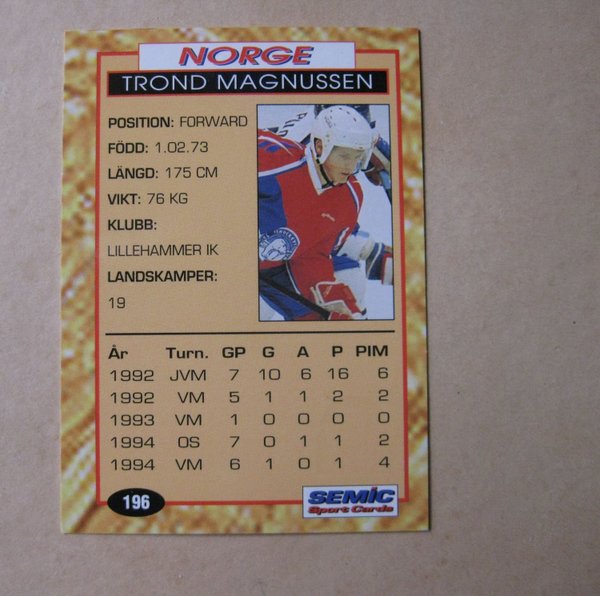 NORGE
TROND MAGNUSSEN
POSITION: FORWARD
FÖDD: 1.02.73
LÄNGD: 175 CM
VIKT: 76 KG
KLUBB:
LILLEHAMMER IK
LANDSKAMPER:
19
År Turn. GP G A P PIM
1992 JVM 7 10 6 16 6
1992 VM 5 1 1 2 2
1993 VM 1 0 0 0 0
1994 OS 7 0 1 1 2
1994 VM 6 1 0 1 4
196
SEMIC
Sport Cards